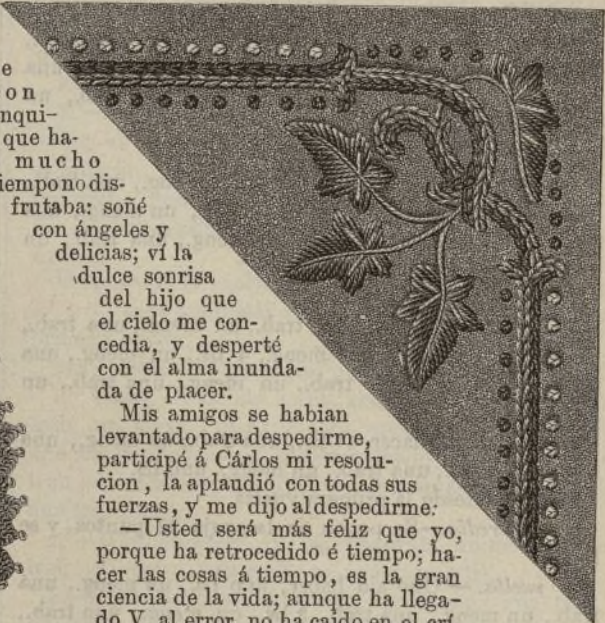 e
on
nqui-
que ha-
mucho
iempo no dis-
frutaba: soñé
con ángeles y
delicias; ví la
dulce sonrisa
del hijo que
el cielo me con-
cedia, y desperté
con el alma inunda-
da de placer.
Mis amigos se habian
levantado para despedirme,
participé á Cárlos mi resolu-
cion, la aplaudió con todas sus
fuerzas, y me dijo al despedirme:
—Usted será más feliz que yo,
porque ha retrocedido é tiempo; ha-
cer las cosas á tiempo, es la gran
ciencia de la vida; aunque ha llega-
do V. al error, no ha caido en el crí-